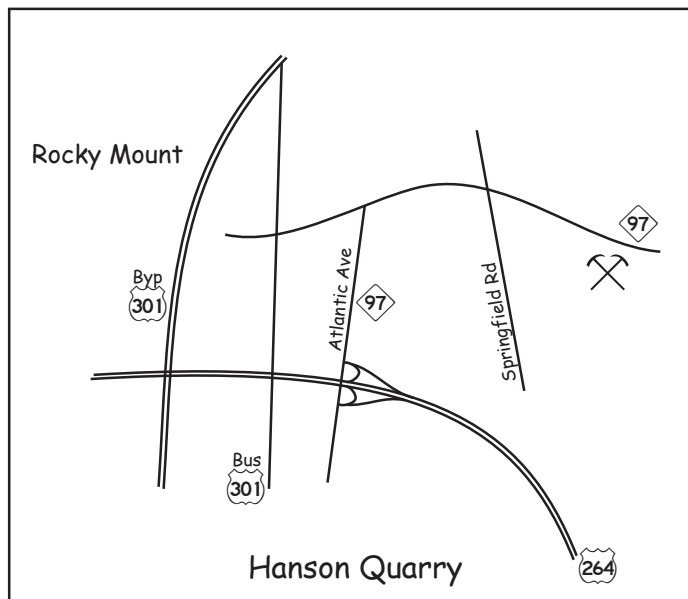 Rocky Mount
97
Byp
301
Atlantic Ave
97
Springfield Rd
Bus
301
Hanson Quarry
264